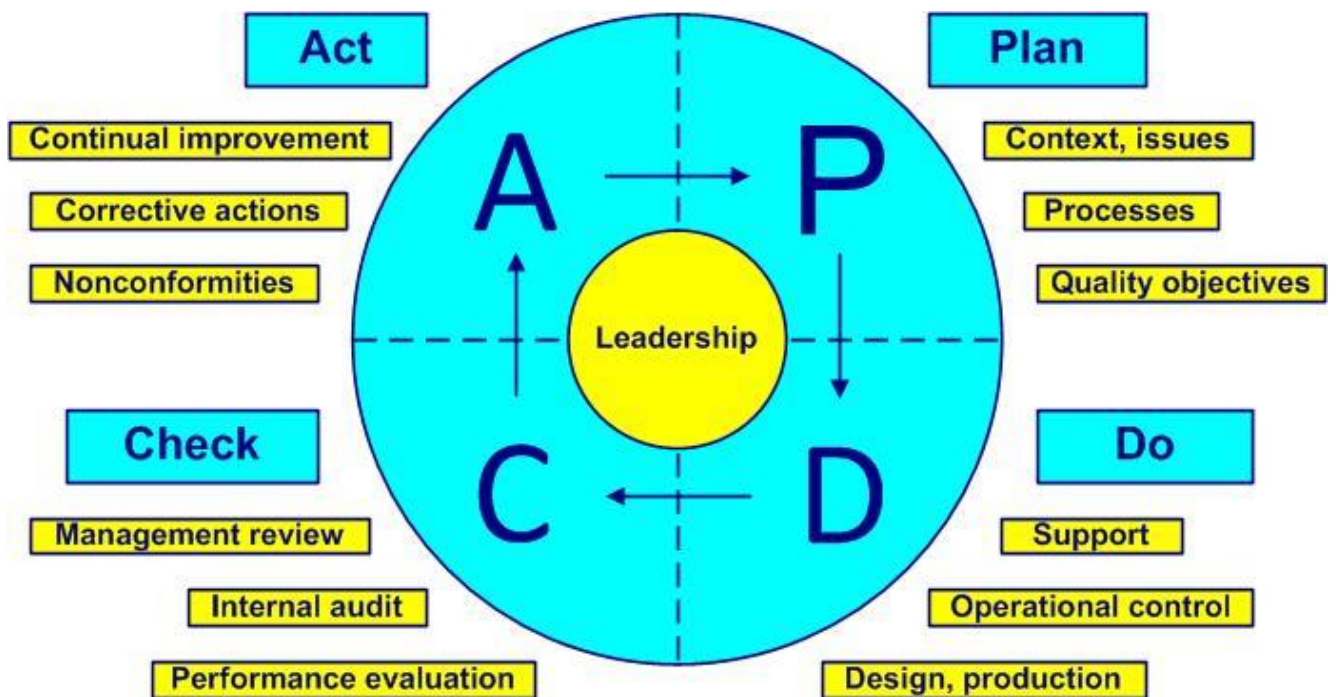 Act
Plan
Continual improvement
Corrective actions
Nonconformities
A
P
Context, issues
Processes
Quality objectives
Leadership
Check
C
D
Do
Management review
Internal audit
Performance evaluation
Support
Operational control
Design, production